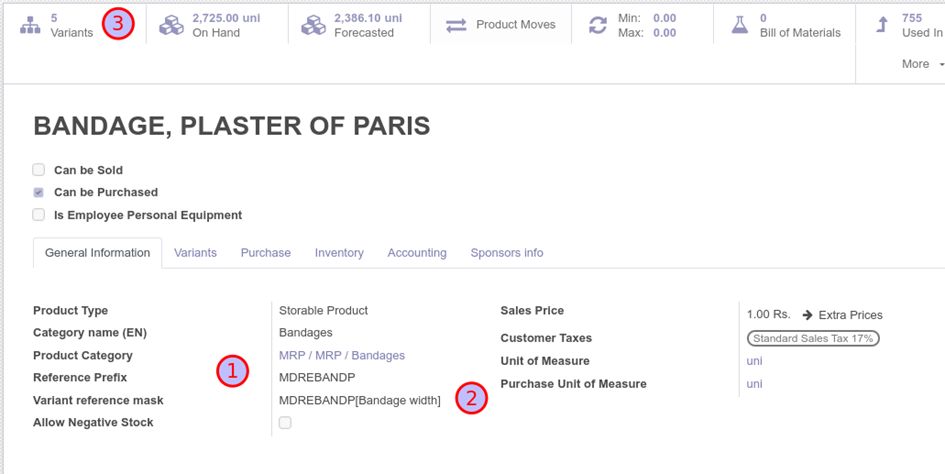 5
Variants
3
2,725.00 uni
On Hand
2,386.10 uni
Forecasted
Product Moves
Min: 0.00
Max: 0.00
0
Bill of Materials
755
Used In
More
BANDAGE, PLASTER OF PARIS
Can be Sold
Can be Purchased
Is Employee Personal Equipment
General Information Variants Purchase Inventory Accounting Sponsors info
Product Type Storable Product
Category name (EN) Bandages
Product Category MRP / MRP / Bandages
1
Reference Prefix MDREBANDP
Variant reference mask MDREBANDP[Bandage width]
2
Allow Negative Stock
Sales Price 1.00 Rs. Extra Prices
Customer Taxes Standard Sales Tax 17%
Unit of Measure uni
Purchase Unit of Measure uni